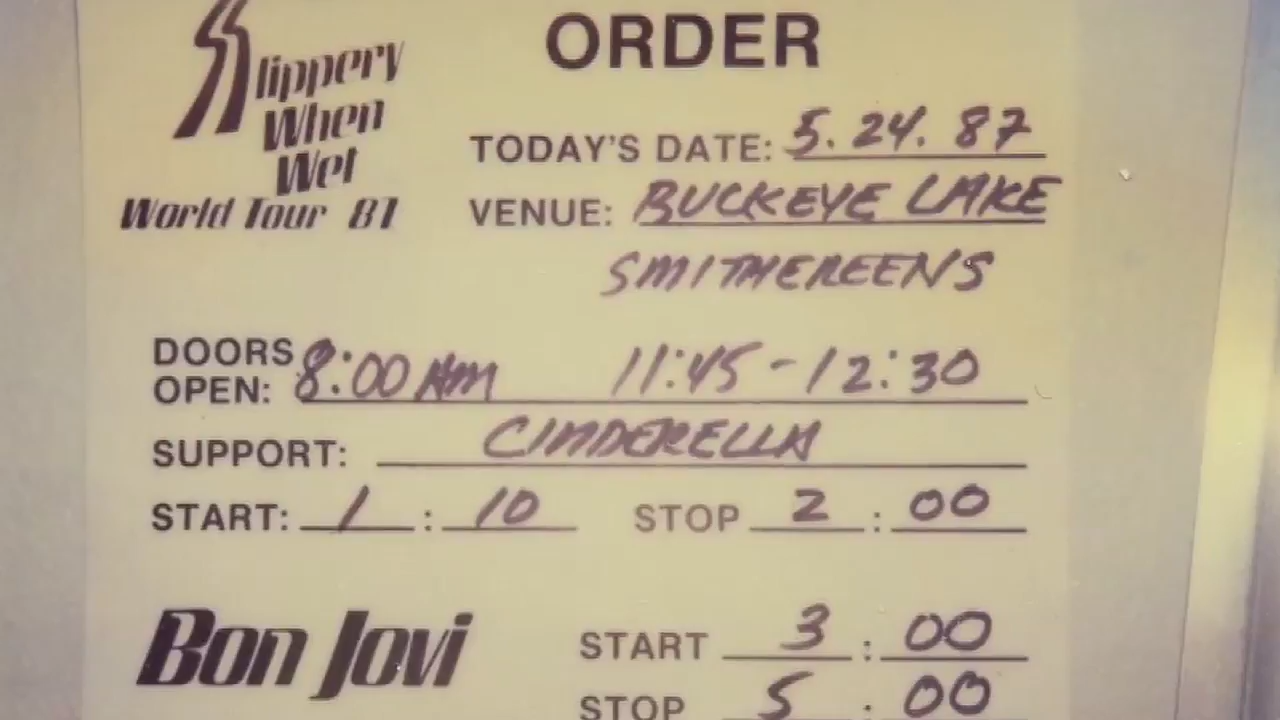 ORDER
Slippery
When
Wet
World Tour 87
TODAY'S DATE: 5.24.87
VENUE: BUCKEYE LAKE
SMITHEREENS
DOORS
OPEN: 8:00 AM 11:45 - 12:30
SUPPORT: CINDERELLA
START: 1 : 10 STOP 2 : 00
Bon Jovi START 3 : 00
STOP 5 : 00